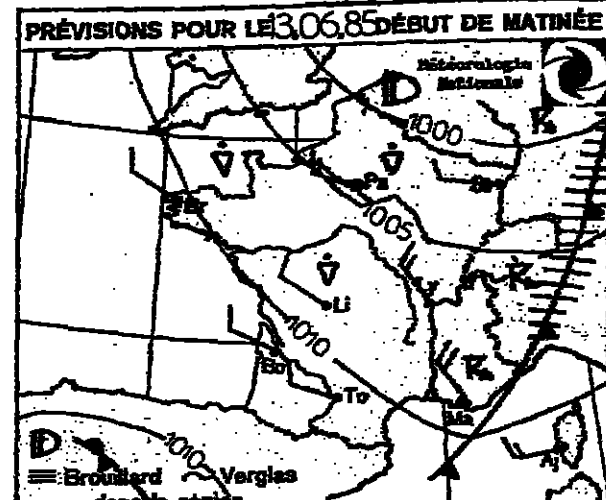 PRÉVISIONS POUR LE 13.06.85 DÉBUT DE MATINÉE
Météorologie
Nationale
D
1000
Pa
Br
1005
Li
1010
Bo
To
Ma
1010
D
Aj
Brouillard Verglas